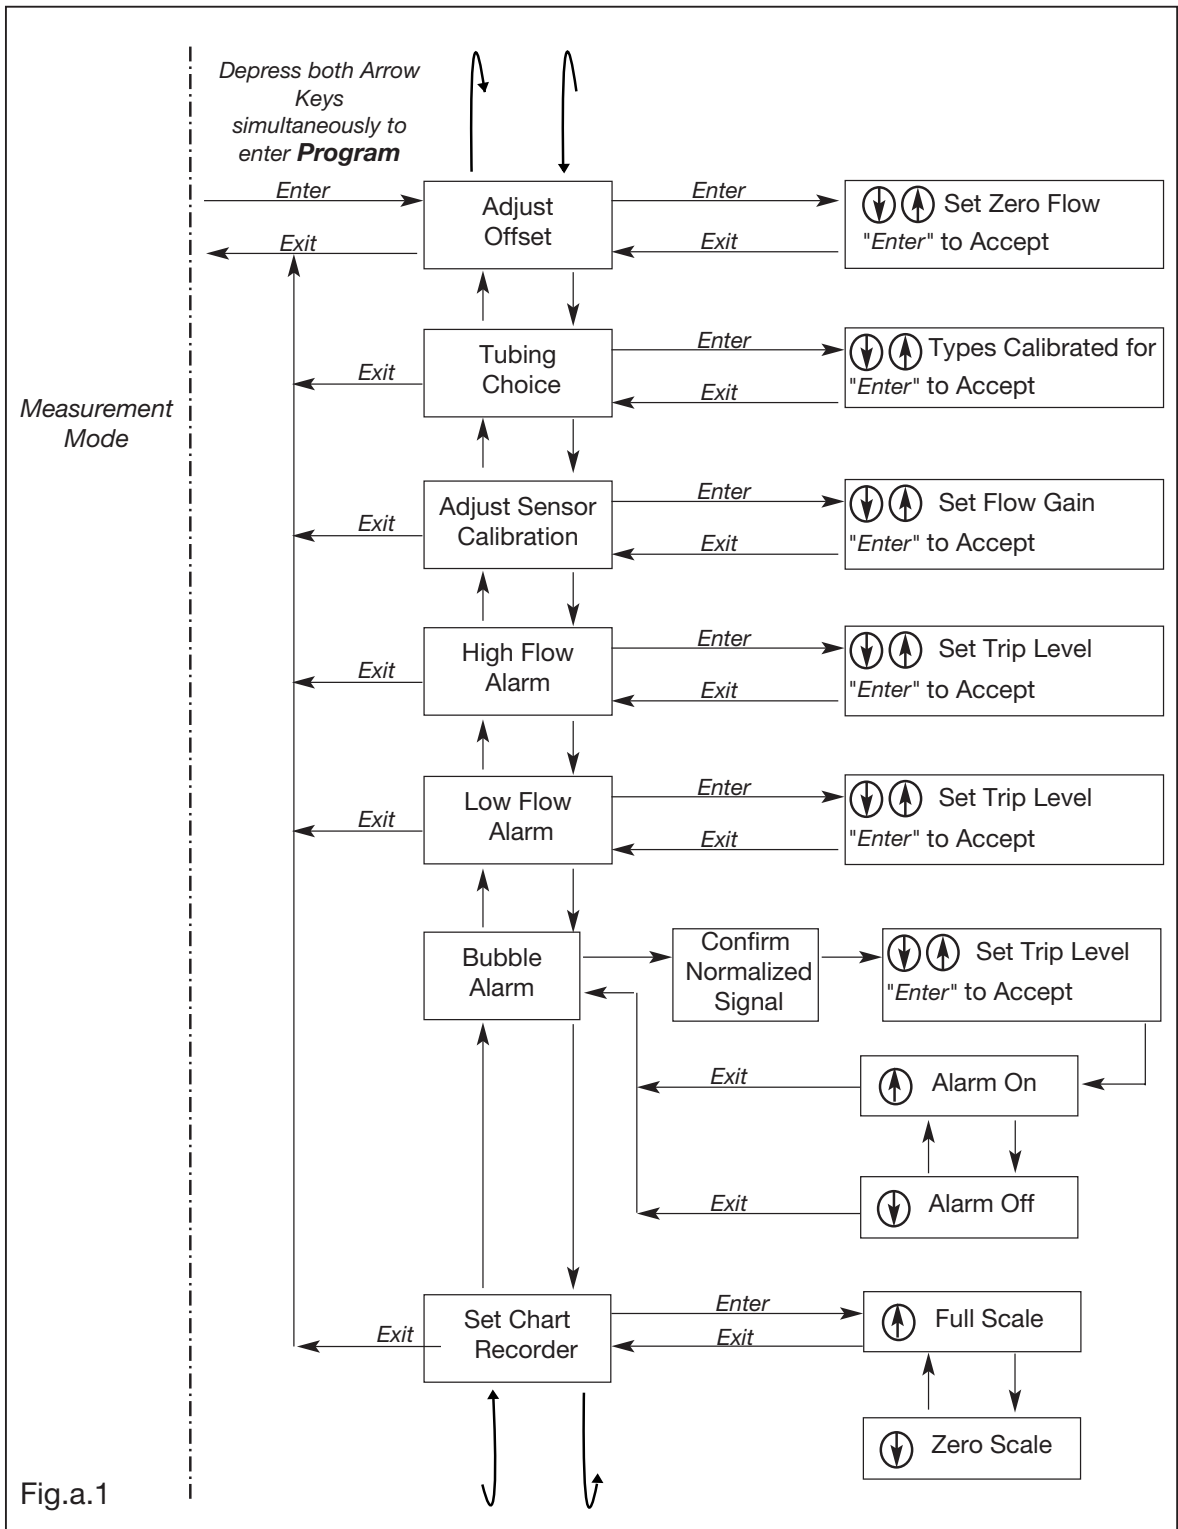 Depress both Arrow
Keys
simultaneously to
enter Program
Enter
Exit
Adjust
Offset
Enter
Exit
Set Zero Flow
"Enter" to Accept
Measurement
Mode
Exit
Tubing
Choice
Enter
Exit
Types Calibrated for
"Enter" to Accept
Exit
Adjust Sensor
Calibration
Enter
Exit
Set Flow Gain
"Enter" to Accept
Exit
High Flow
Alarm
Enter
Exit
Set Trip Level
"Enter" to Accept
Exit
Low Flow
Alarm
Enter
Exit
Set Trip Level
"Enter" to Accept
Bubble
Alarm
Confirm
Normalized
Signal
Set Trip Level
"Enter" to Accept
Exit
Alarm On
Exit
Alarm Off
Exit
Set Chart
Recorder
Enter
Exit
Full Scale
Zero Scale
Fig.a.1